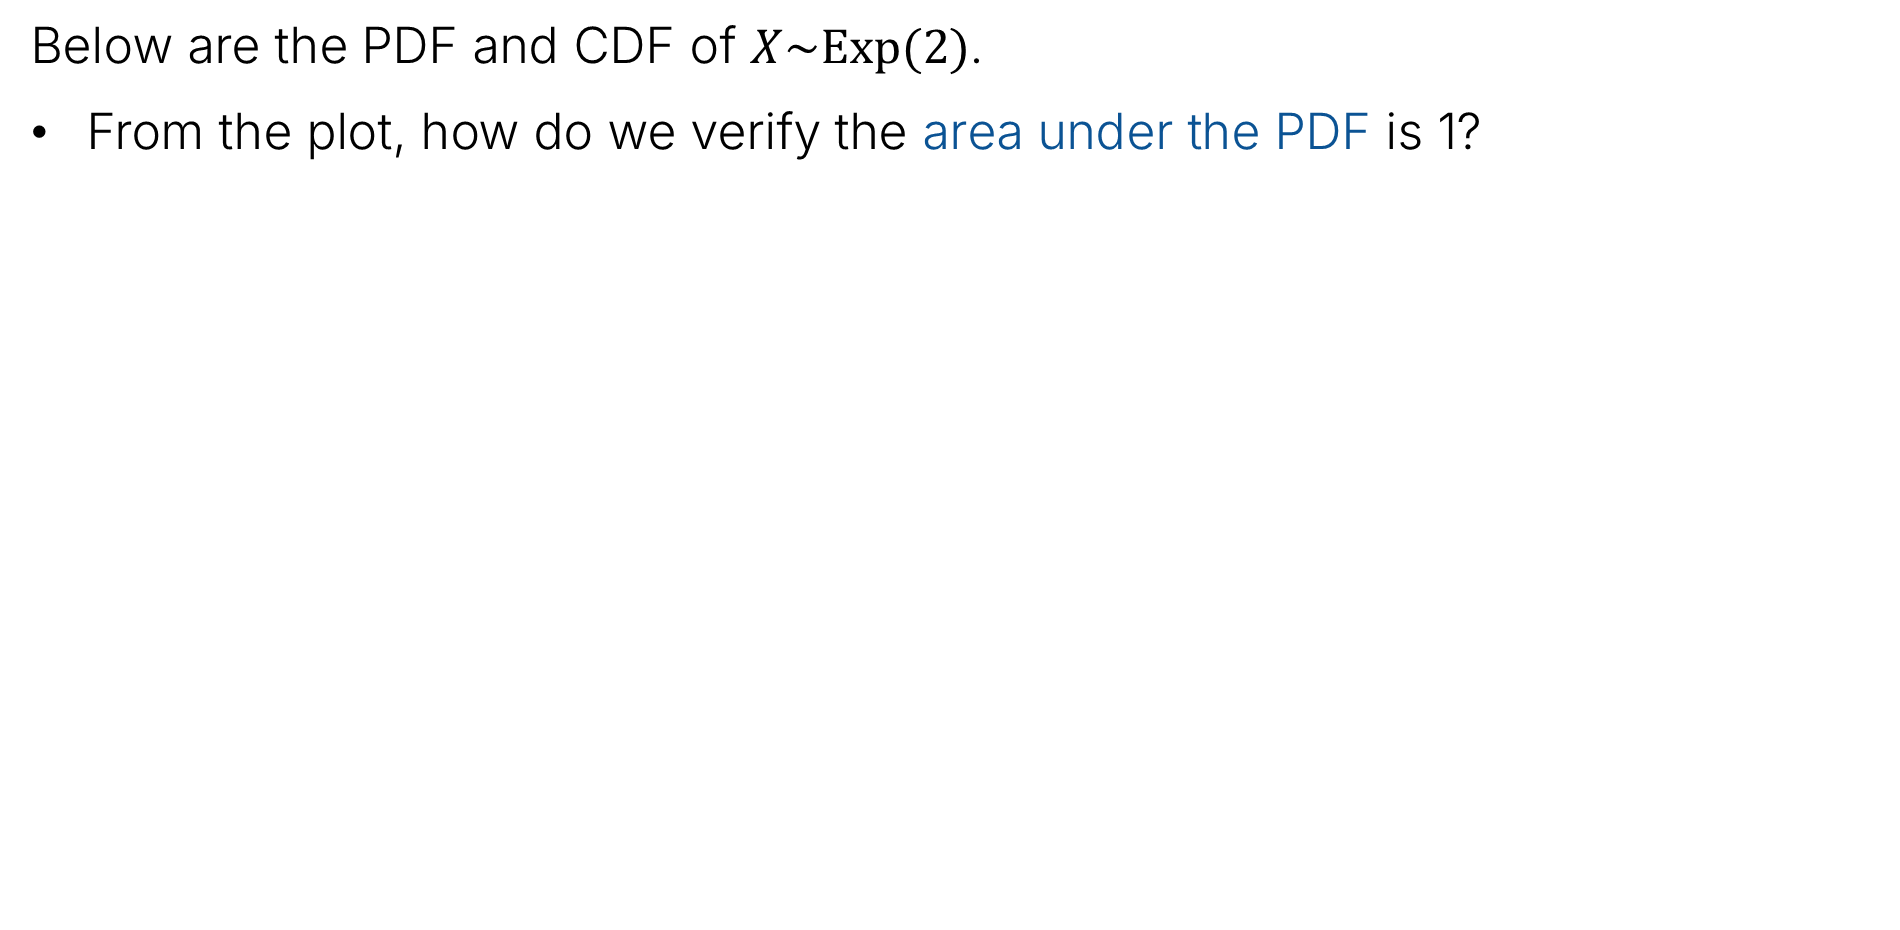 Below are the PDF and CDF of X~Exp(2).
• From the plot, how do we verify the area under the PDF is 1?